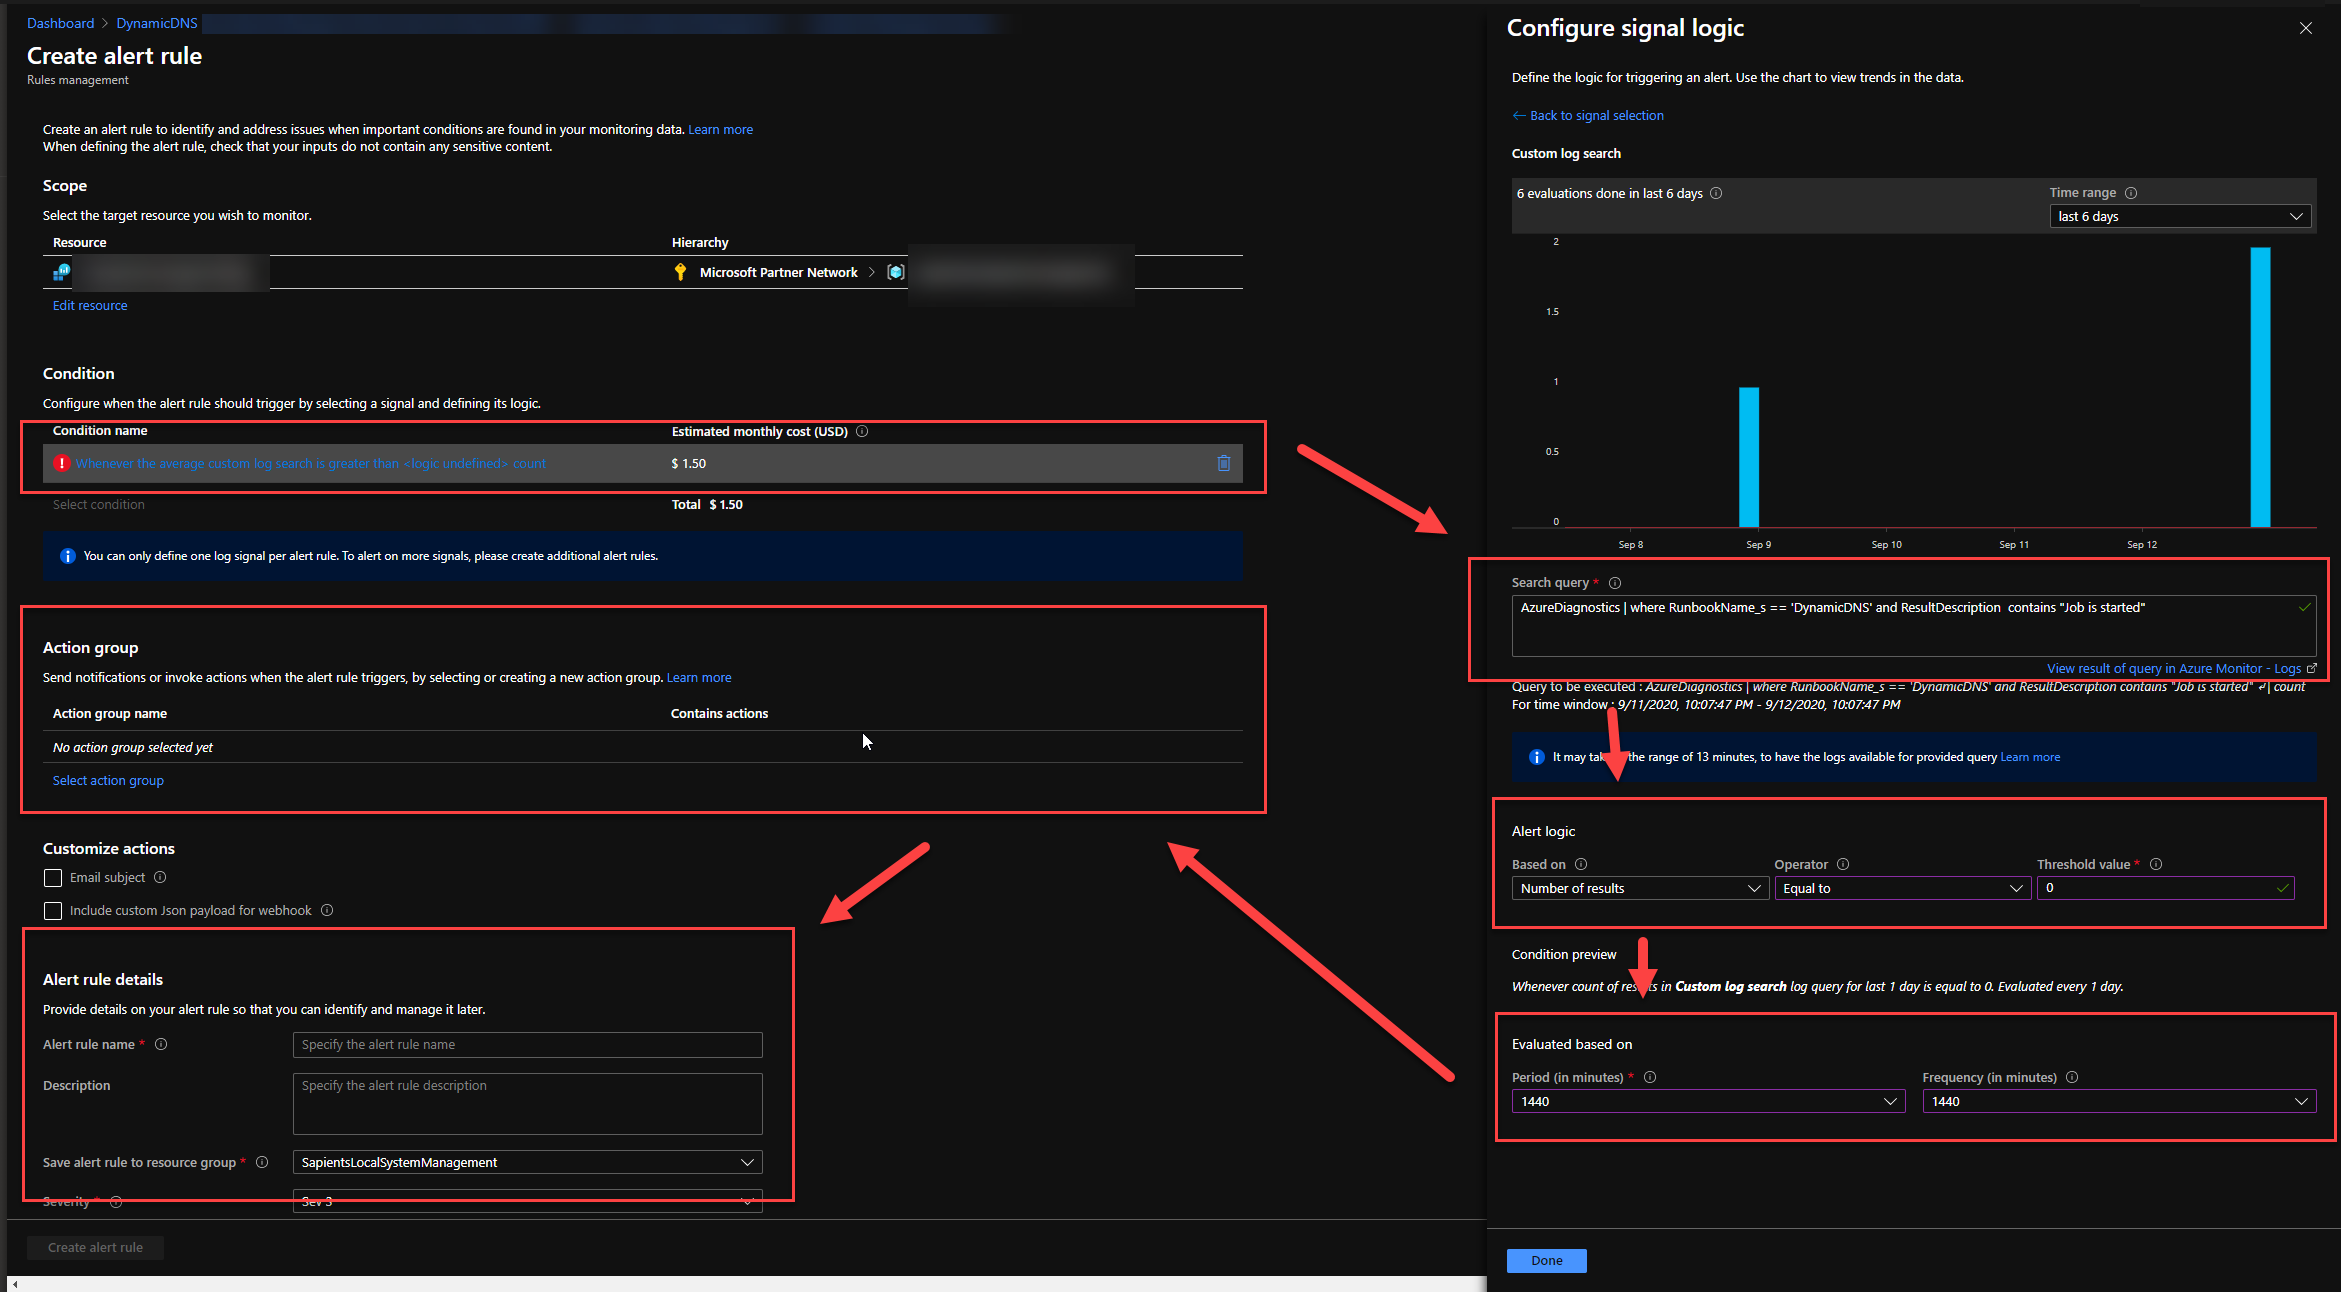 Dashboard > DynamicDNS
Create alert rule
Rules management
Create an alert rule to identify and address issues when important conditions are found in your monitoring data. Learn more
When defining the alert rule, check that your inputs do not contain any sensitive content.
Scope
Select the target resource you wish to monitor.
Resource Hierarchy
Microsoft Partner Network >
Edit resource
Condition
Configure when the alert rule should trigger by selecting a signal and defining its logic.
Condition name Estimated monthly cost (USD)
Whenever the average custom log search is greater than <logic undefined> count $ 1.50
Select condition Total $ 1.50
You can only define one log signal per alert rule. To alert on more signals, please create additional alert rules.
Action group
Send notifications or invoke actions when the alert rule triggers, by selecting or creating a new action group. Learn more
Action group name Contains actions
No action group selected yet
Select action group
Customize actions
Email subject
Include custom Json payload for webhook
Alert rule details
Provide details on your alert rule so that you can identify and manage it later.
Alert rule name * Specify the alert rule name
Description Specify the alert rule description
Save alert rule to resource group * SapientsLocalSystemManagement
Severity * Sev 3
Create alert rule
Configure signal logic
Define the logic for triggering an alert. Use the chart to view trends in the data.
← Back to signal selection
Custom log search
6 evaluations done in last 6 days Time range
last 6 days
2
1.5
1
0.5
0
Sep 8 Sep 9 Sep 10 Sep 11 Sep 12
Search query *
AzureDiagnostics | where RunbookName_s == 'DynamicDNS' and ResultDescription contains "Job is started"
View result of query in Azure Monitor - Logs
Query to be executed : AzureDiagnostics | where RunbookName_s == 'DynamicDNS' and ResultDescription contains "Job is started" ↲ | count
For time window : 9/11/2020, 10:07:47 PM - 9/12/2020, 10:07:47 PM
It may the range of 13 minutes, to have the logs available for provided query Learn more
Alert logic
Based on Operator Threshold value *
Number of results Equal to 0
Condition preview
Whenever count of results in Custom log search log query for last 1 day is equal to 0. Evaluated every 1 day.
Evaluated based on
Period (in minutes) * Frequency (in minutes)
1440 1440
Done